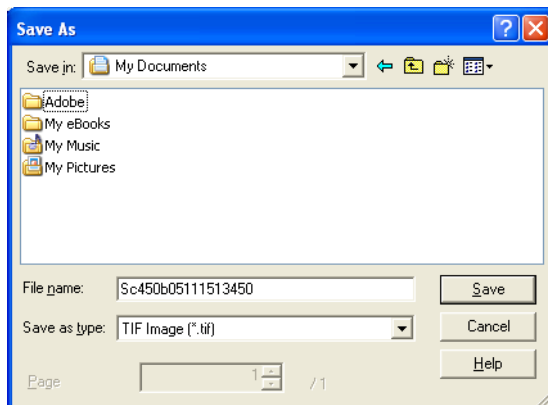 Save As
Save in: My Documents
Adobe
My eBooks
My Music
My Pictures
File name: Sc450b05111513450 Save
Save as type: TIF Image (*.tif) Cancel
Help
Page 1 / 1